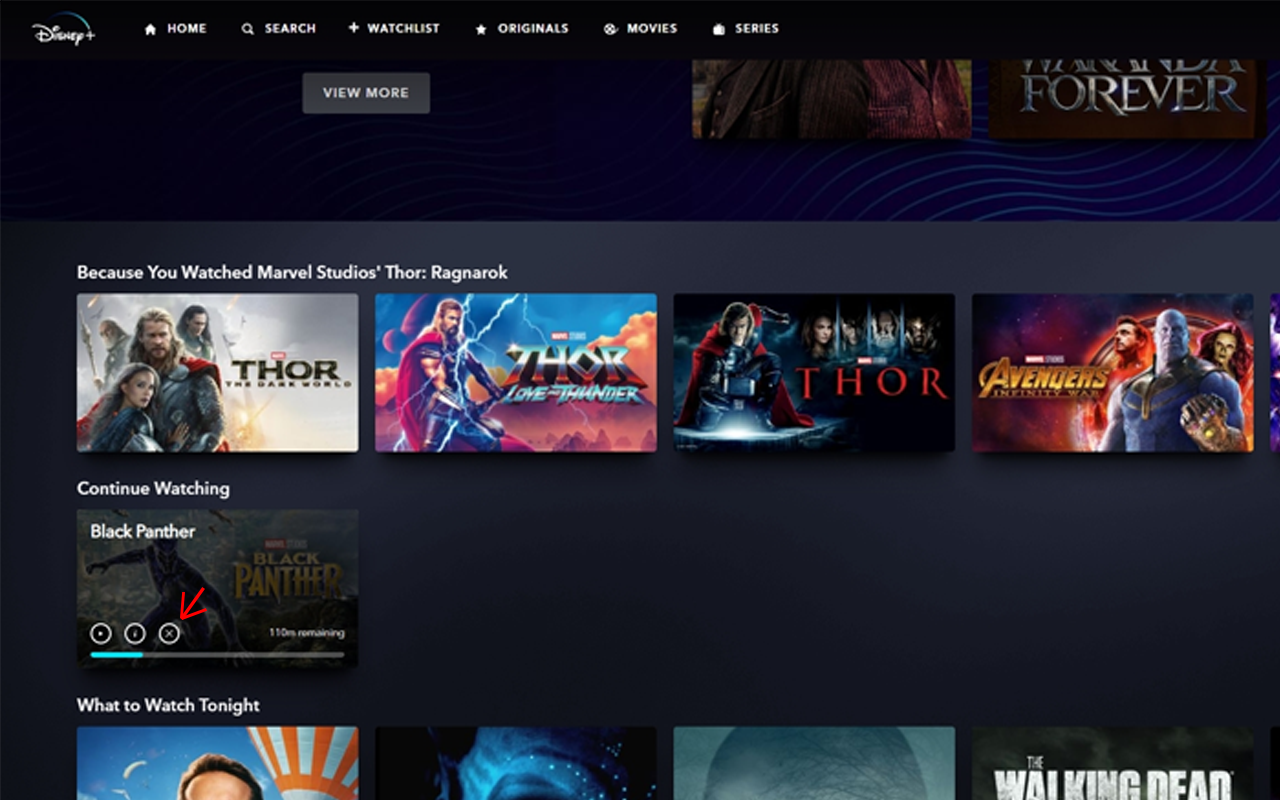 Disney+
HOME
SEARCH
WATCHLIST
ORIGINALS
MOVIES
SERIES
VIEW MORE
WAKANDA
FOREVER
Because You Watched Marvel Studios' Thor: Ragnarok
MARVEL
THOR
THE DARK WORLD
MARVEL STUDIOS
THOR
LOVE AND THUNDER
MARVEL STUDIOS
THOR
MARVEL STUDIOS
AVENGERS
INFINITY WAR
Continue Watching
Black Panther
MARVEL STUDIOS
BLACK
PANTHER
110m remaining
What to Watch Tonight
THE
WALKING DEAD